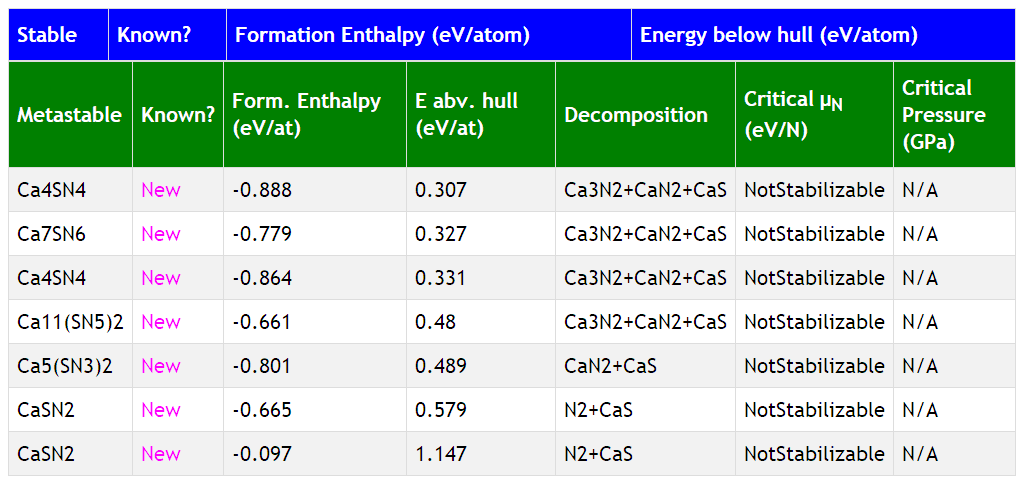 Stable Known? Formation Enthalpy (eV/atom) Energy below hull (eV/atom)
Metastable Known? Form. Enthalpy (eV/at) E abv. hull (eV/at) Decomposition Critical μN (eV/N) Critical Pressure (GPa)
Ca4SN4 New -0.888 0.307 Ca3N2+CaN2+CaS NotStabilizable N/A
Ca7SN6 New -0.779 0.327 Ca3N2+CaN2+CaS NotStabilizable N/A
Ca4SN4 New -0.864 0.331 Ca3N2+CaN2+CaS NotStabilizable N/A
Ca11(SN5)2 New -0.661 0.48 Ca3N2+CaN2+CaS NotStabilizable N/A
Ca5(SN3)2 New -0.801 0.489 CaN2+CaS NotStabilizable N/A
CaSN2 New -0.665 0.579 N2+CaS NotStabilizable N/A
CaSN2 New -0.097 1.147 N2+CaS NotStabilizable N/A